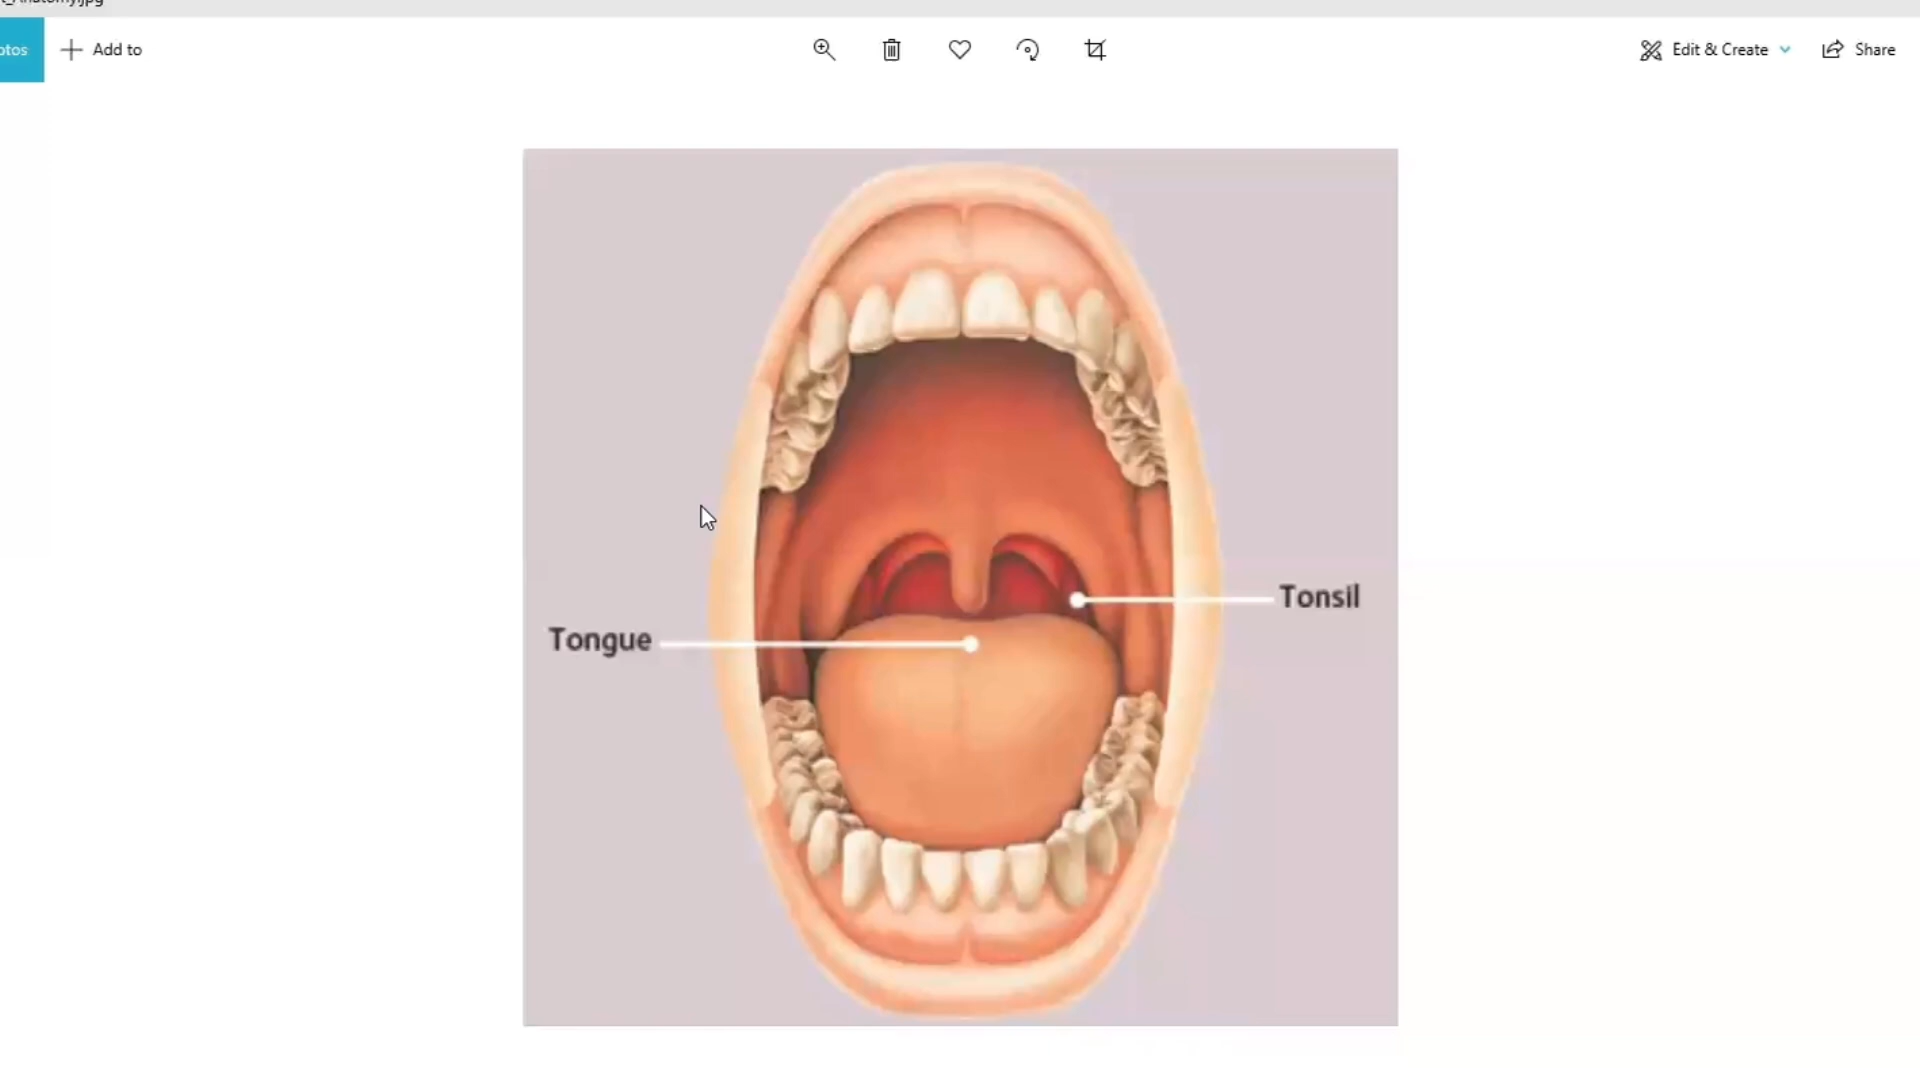 Add to
Edit & Create
Share
Tonsil
Tongue